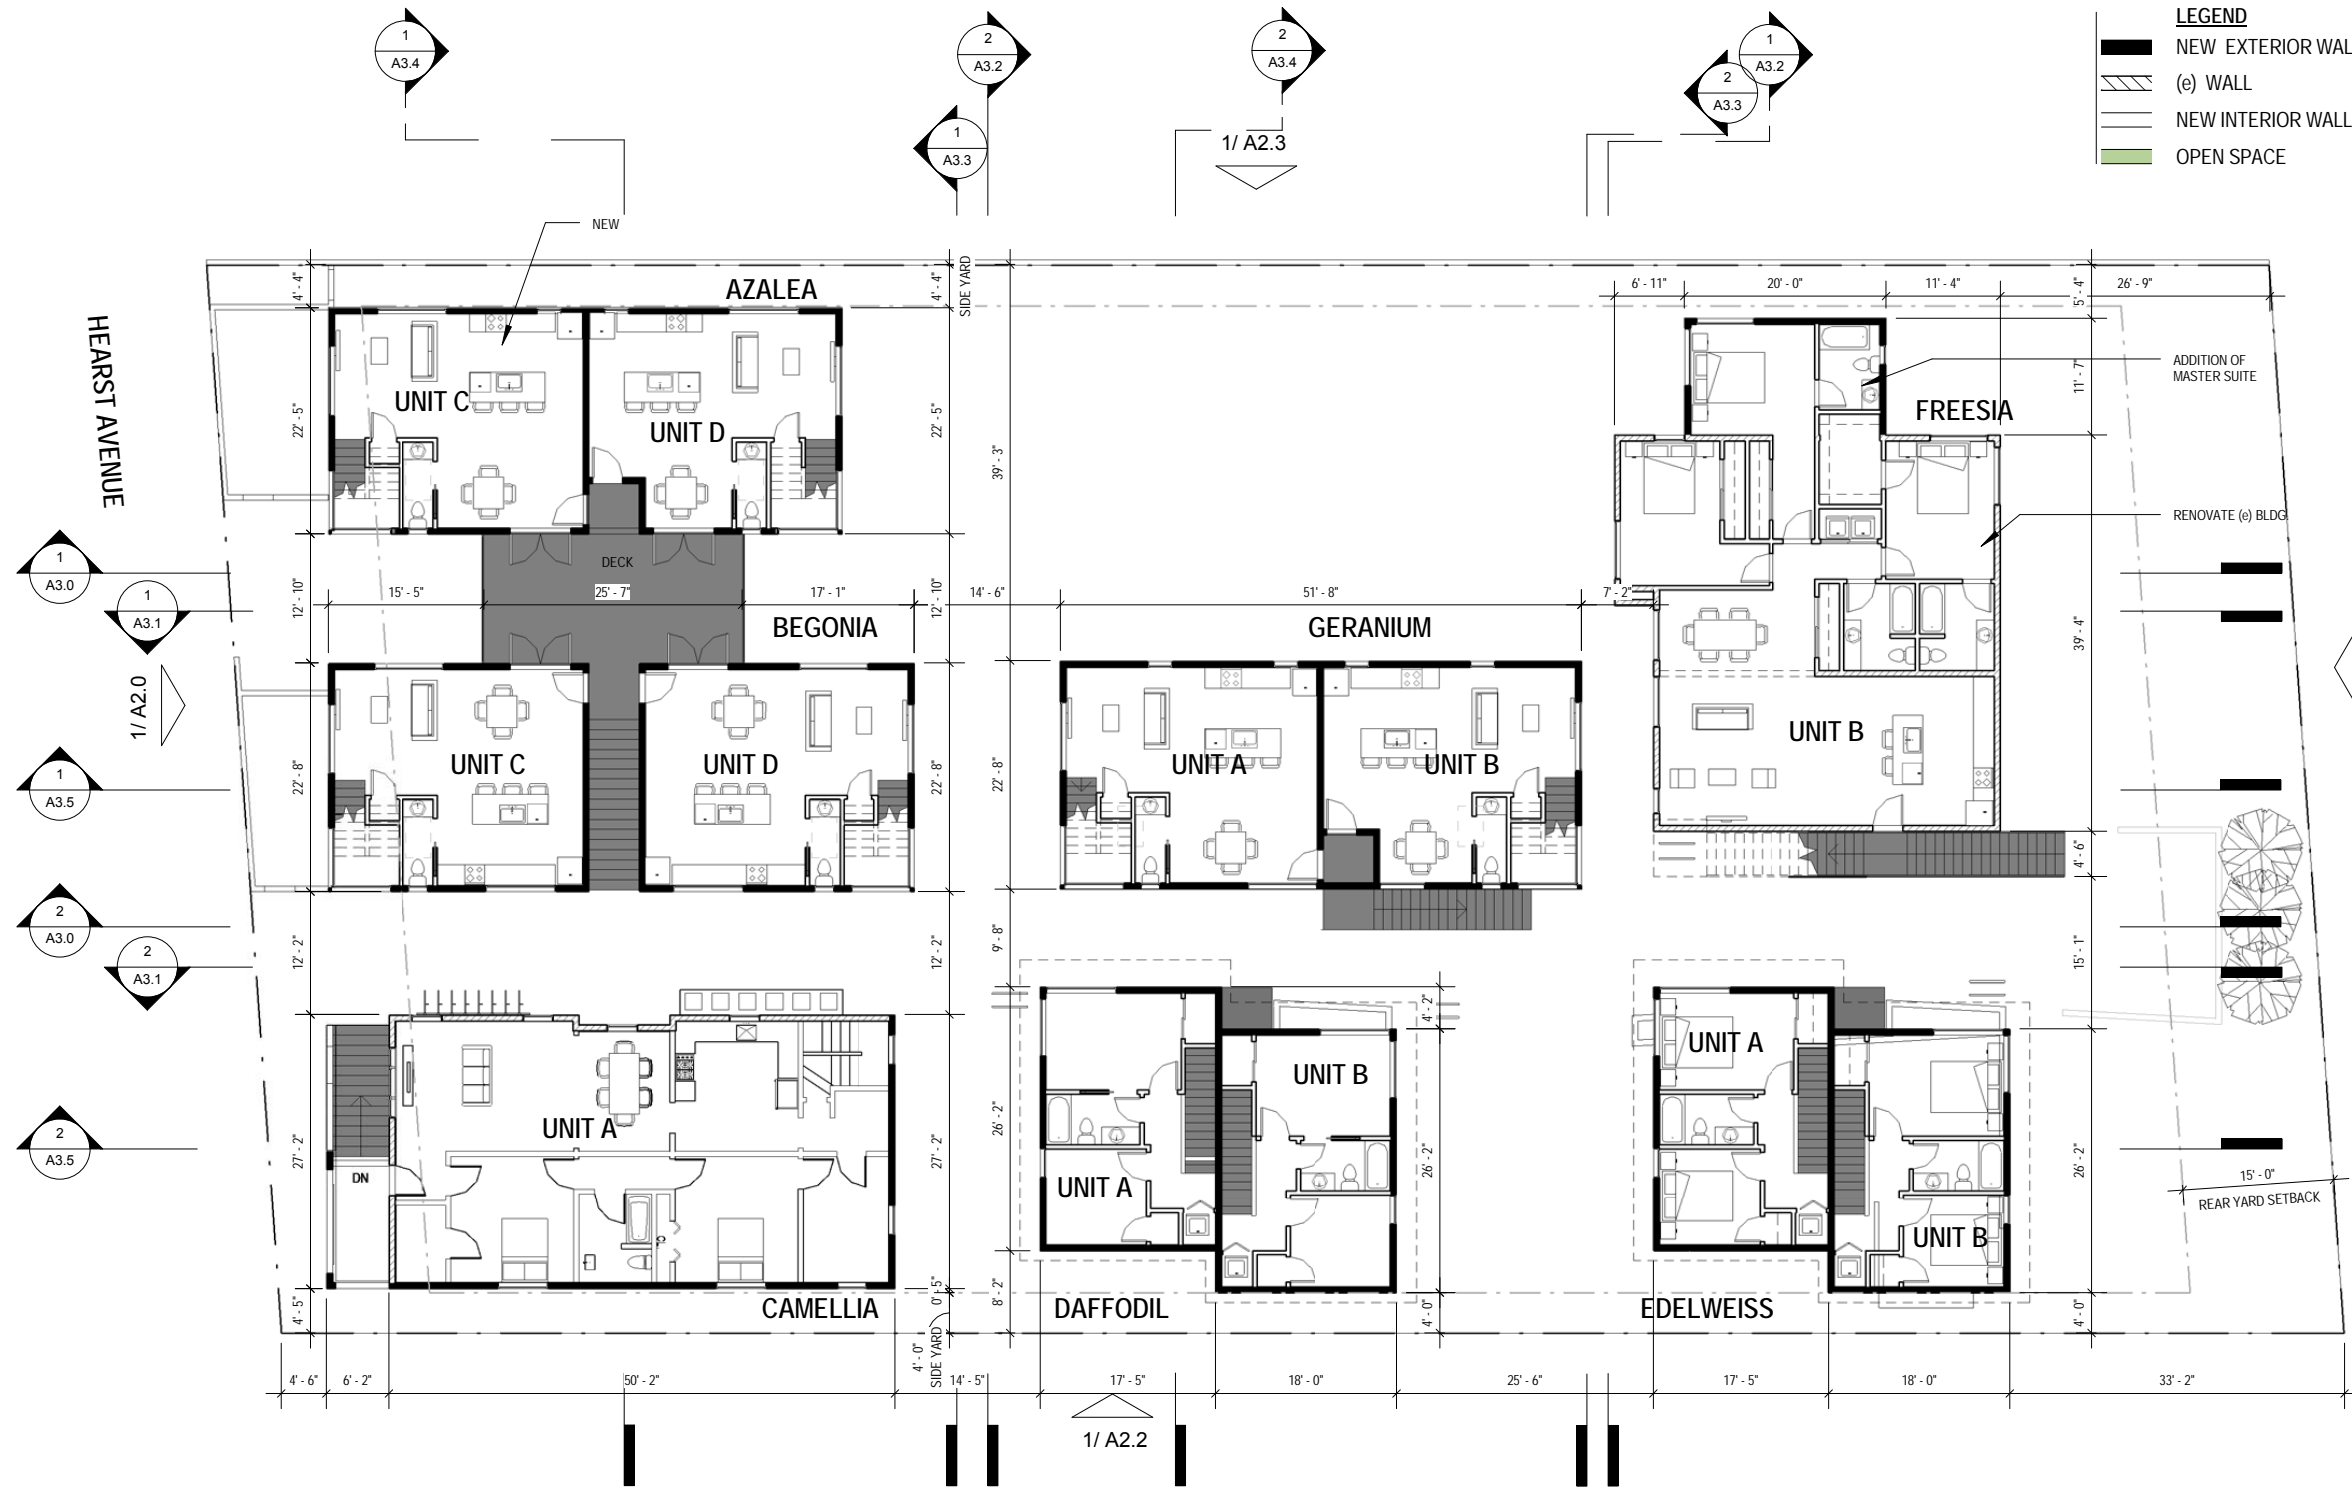 LEGEND
NEW EXTERIOR WAL
(e) WALL
NEW INTERIOR WALL
OPEN SPACE
1
A3.4
2
A3.2
2
A3.4
1
A3.2
2
A3.3
1
A3.3
1/ A2.3
NEW
HEARST AVENUE
SIDE YARD
AZALEA
4' - 4"
4' - 4"
6' - 11"
20' - 0"
11' - 4"
5' - 4"
26' - 9"
ADDITION OF
MASTER SUITE
11' - 7"
FREESIA
UNIT C
UNIT D
22' - 5"
22' - 5"
39' - 3"
RENOVATE (e) BLDG.
1
A3.0
1
A3.1
DECK
12' - 10"
15' - 5"
25' - 7"
17' - 1"
12' - 10"
14' - 6"
51' - 8"
7' - 2"
BEGONIA
GERANIUM
39' - 4"
1/ A2.0
UNIT C
UNIT D
UNIT A
UNIT B
UNIT B
1
A3.5
22' - 8"
22' - 8"
22' - 8"
4' - 6"
2
A3.0
2
A3.1
12' - 2"
12' - 2"
9' - 8"
15' - 1"
4' - 2"
UNIT A
UNIT B
UNIT A
UNIT A
UNIT B
2
A3.5
27' - 2"
27' - 2"
26' - 2"
26' - 2"
26' - 2"
DN
CL
15' - 0"
REAR YARD SETBACK
4' - 5"
0' - 5"
8' - 2"
4' - 0"
4' - 0"
CAMELLIA
DAFFODIL
EDELWEISS
4' - 0"
SIDE YARD
4' - 6"
6' - 2"
50' - 2"
14' - 5"
17' - 5"
18' - 0"
25' - 6"
17' - 5"
18' - 0"
33' - 2"
1/ A2.2